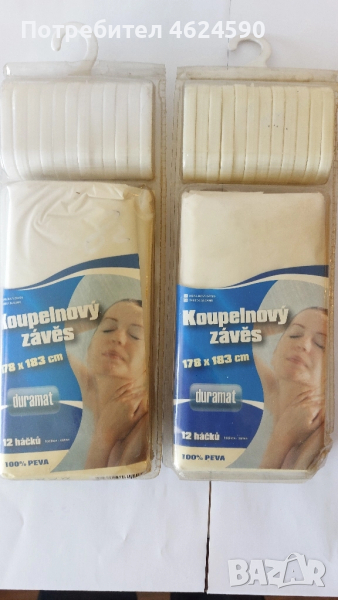 Потребител 4624590
Koupelnový
závěs
178 x 183 cm
duramat
12 háčků
100% PEVA
Koupelnový
závěs
178 x 183 cm
duramat
12 háčků
100% PEVA
BAZAR